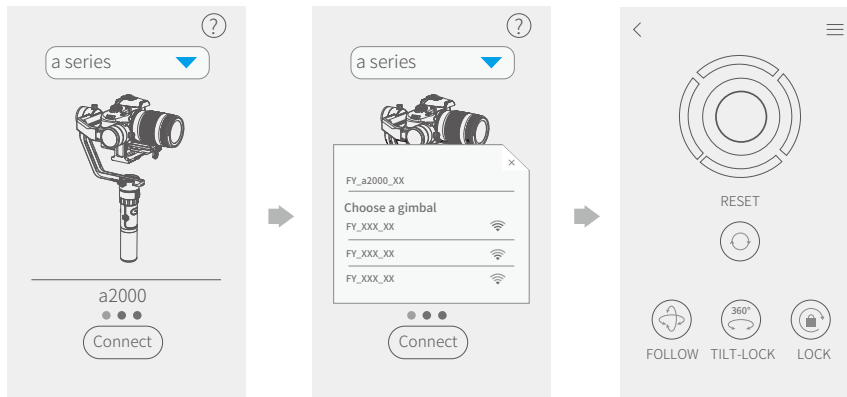 ?
a series
a2000
Connect
?
a series
×
FY_a2000_XX
Choose a gimbal
FY_XXX_XX
FY_XXX_XX
FY_XXX_XX
Connect
RESET
360°
FOLLOW TILT-LOCK LOCK